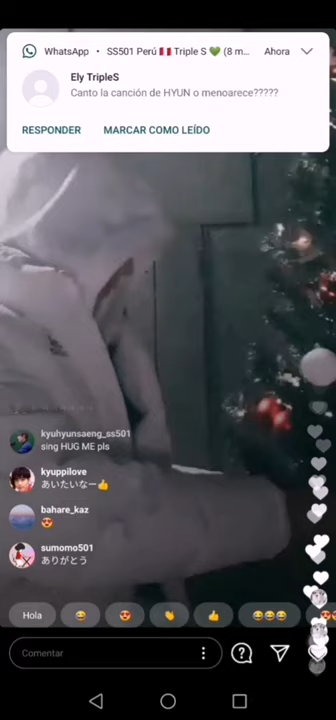 WhatsApp • SS501 Perú 🇵🇪 Triple S 💚 (8 m... Ahora
Ely TripleS
Canto la canción de HYUN o menoarece?????
RESPONDER MARCAR COMO LEÍDO
kyuhyunsaeng_ss501
sing HUG ME pls
kyuppilove
あいたいなー👍
bahare_kaz
😍
sumomo501
ありがとう
Hola 😂 😍 👏 👍 😂😂😂
Comentar